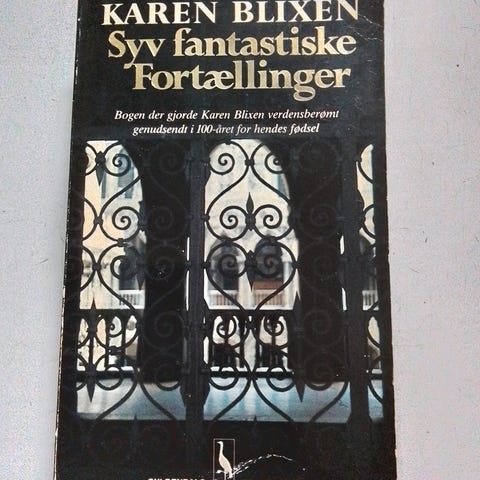 KAREN BLIXEN
Syv fantastiske
Fortællinger
Bogen der gjorde Karen Blixen verdensberømt
genudsendt i 100-året for hendes fødsel